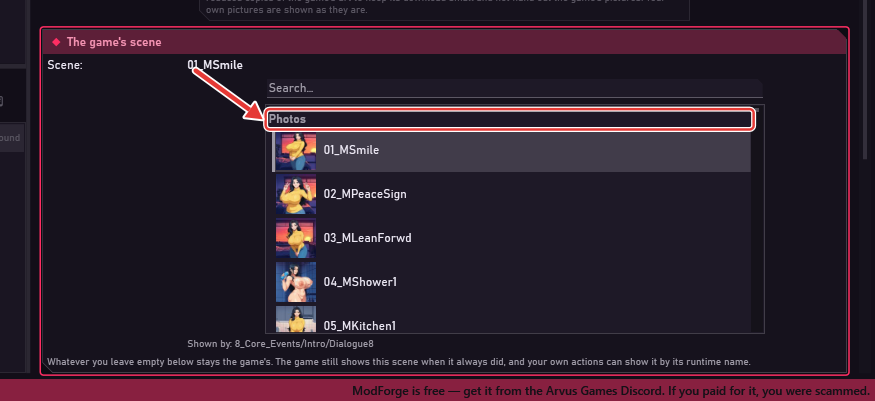 own pictures are shown as they are.
The game's scene
Scene:
01_MSmile
Search...
Photos
01_MSmile
02_MPeaceSign
03_MLeanForwd
04_MShower1
05_MKitchen1
Shown by: 8_Core_Events/Intro/Dialogue8
Whatever you leave empty below stays the game's. The game still shows this scene when it always did, and your own actions can show it by its runtime name.
ound
ModForge is free — get it from the Arvus Games Discord. If you paid for it, you were scammed.